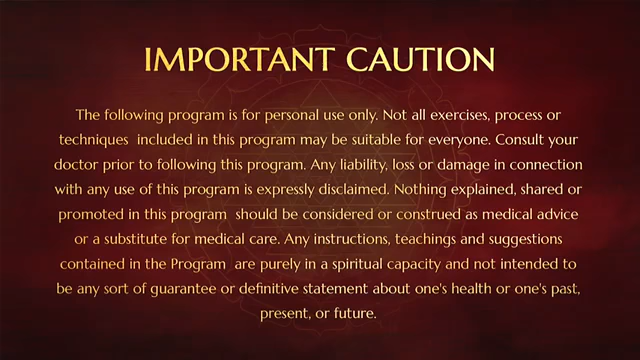 IMPORTANT CAUTION
The following program is for personal use only. Not all exercises, process or
techniques included in this program may be suitable for everyone. Consult your
doctor prior to following this program. Any liability, loss or damage in connection
with any use of this program is expressly disclaimed. Nothing explained, shared or
promoted in this program should be considered or construed as medical advice
or a substitute for medical care. Any instructions, teachings and suggestions
contained in the Program are purely in a spiritual capacity and not intended to
be any sort of guarantee or definitive statement about one's health or one's past,
present, or future.